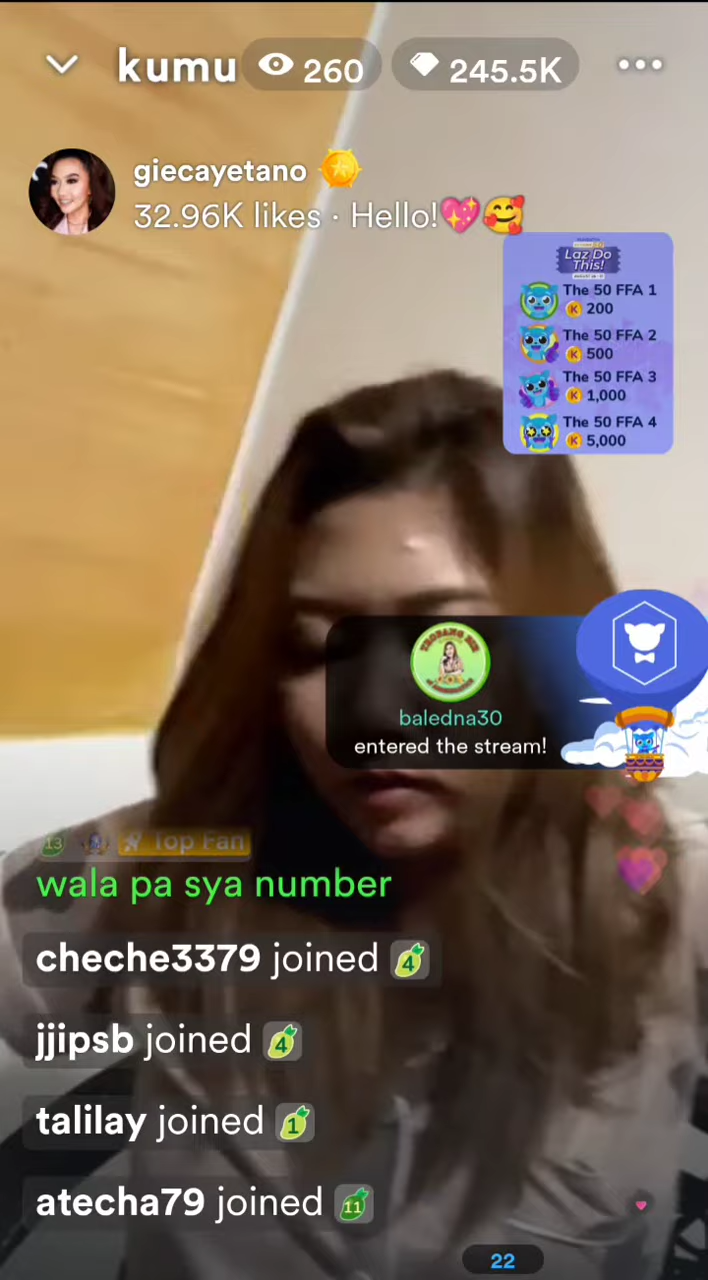 kumu 260 245.5K
giecayetano
32.96K likes · Hello!💖🥰
Laz Do
This!
The 50 FFA 1
K 200
The 50 FFA 2
K 500
The 50 FFA 3
K 1,000
The 50 FFA 4
K 5,000
baledna30
entered the stream!
13 Top Fan
wala pa sya number
cheche3379 joined 4
jjipsb joined 4
talilay joined 1
atecha79 joined 11
22